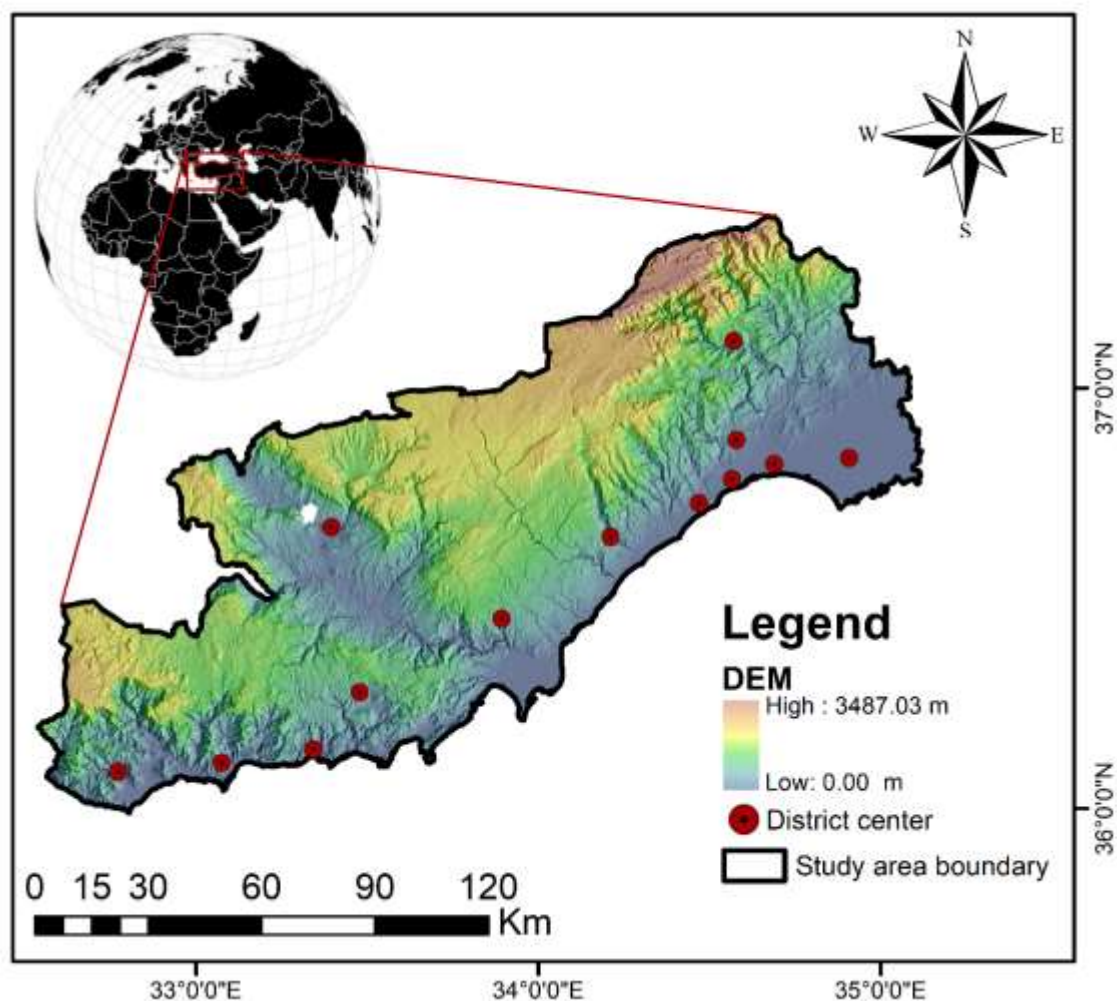 N
W E
S
37°0'0"N
Legend
DEM
High : 3487.03 m
Low: 0.00 m
District center
36°0'0"N
Study area boundary
0 15 30 60 90 120
Km
33°0'0"E 34°0'0"E 35°0'0"E